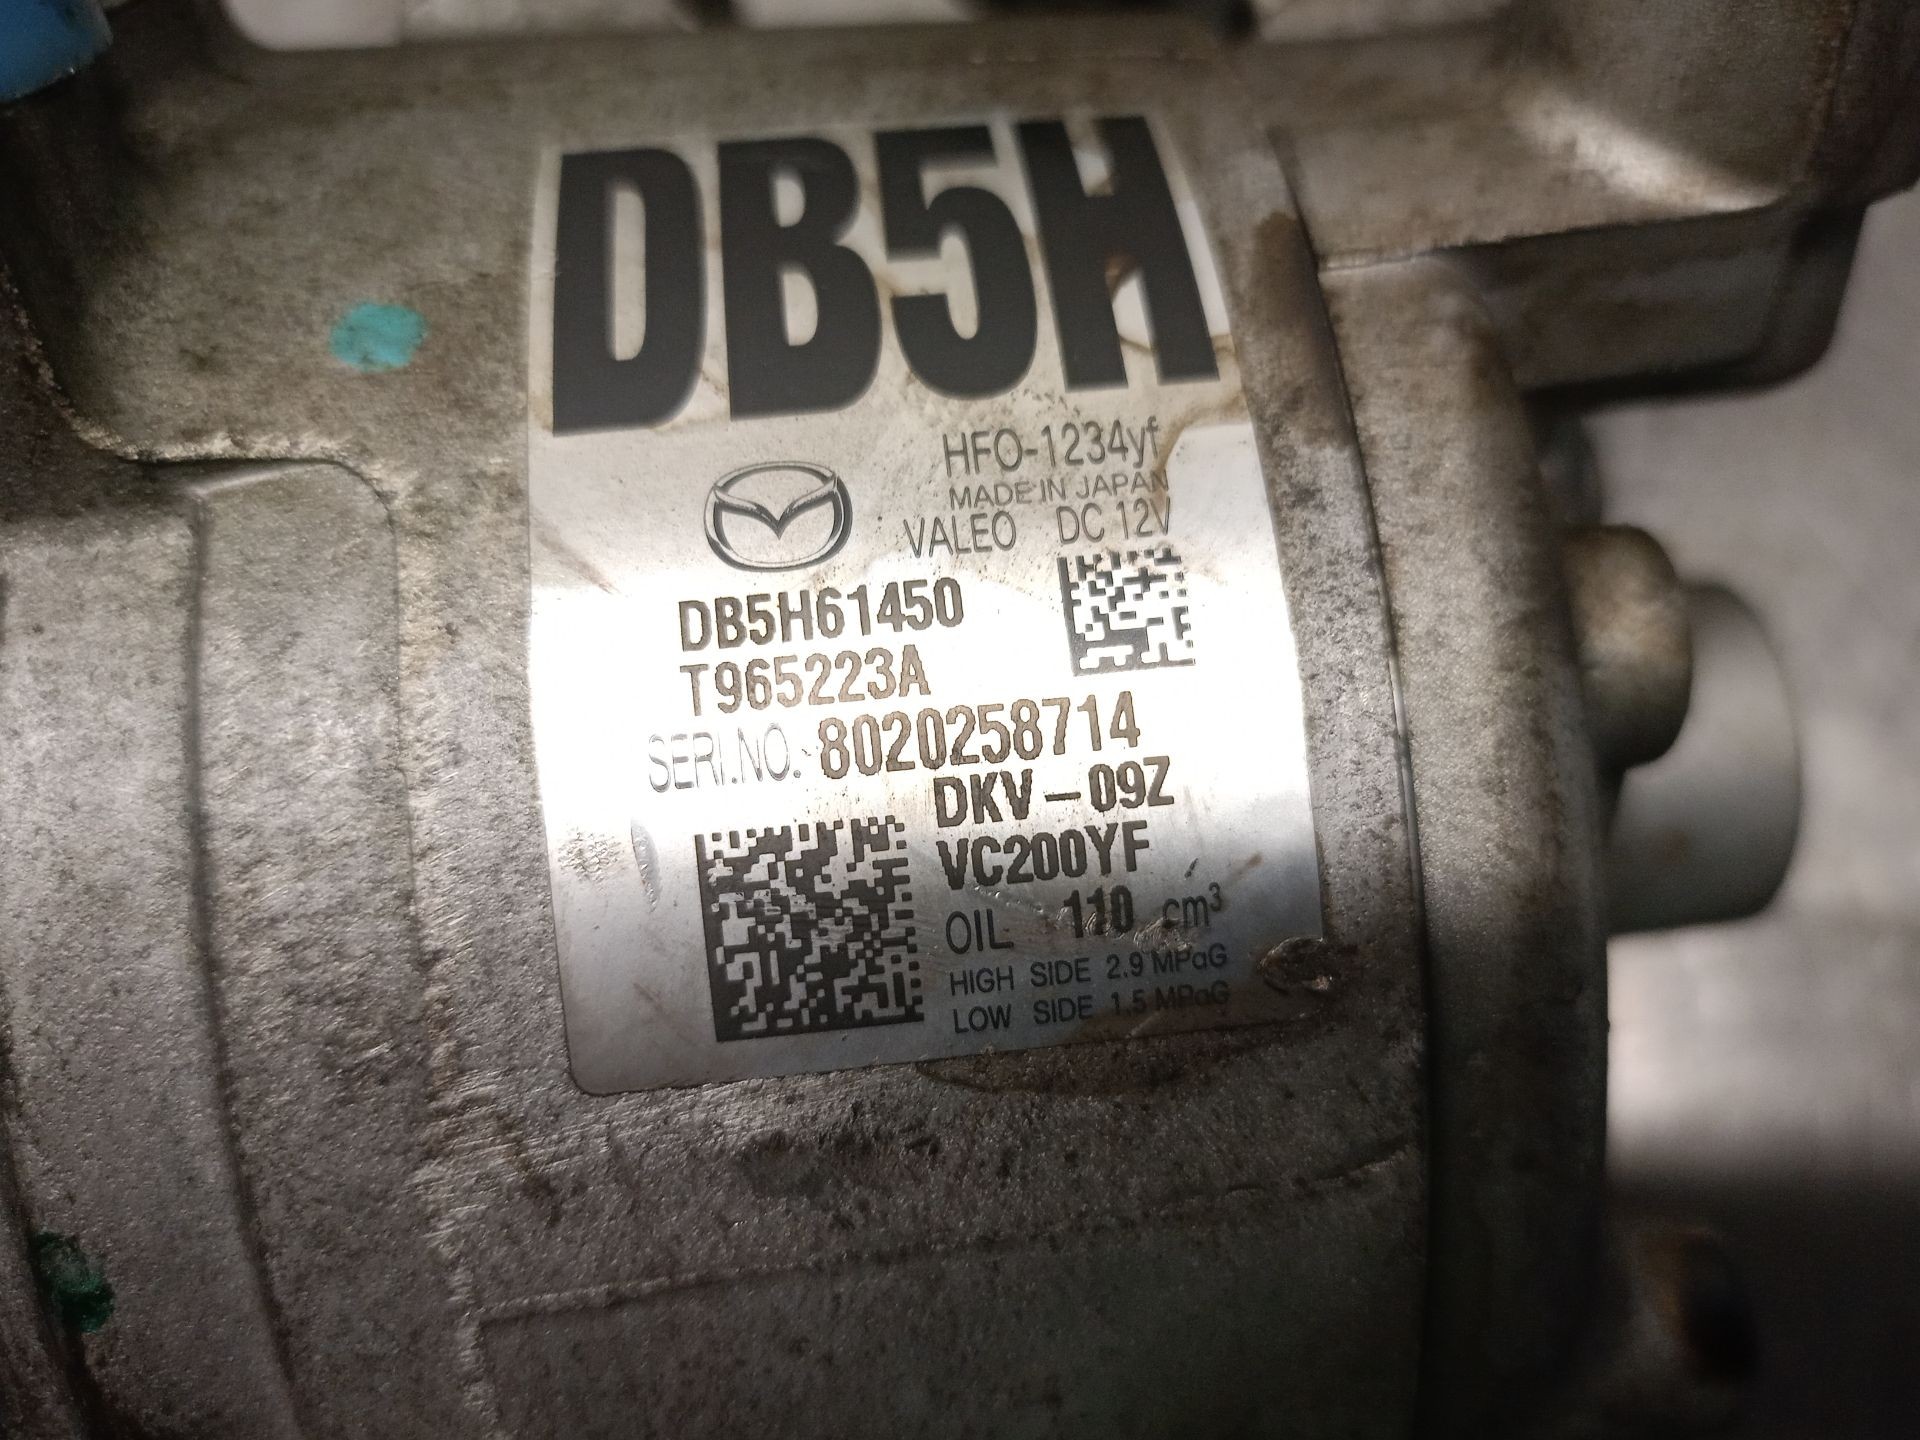 DB5H
HFO-1234yf
MADE IN JAPAN
VALEO DC 12V
DB5H61450
T965223A
SERI.NO. 8020258714
DKV-09Z
VC200YF
OIL 110 cm³
HIGH SIDE 2.9 MPaG
LOW SIDE 1.5 MPaG